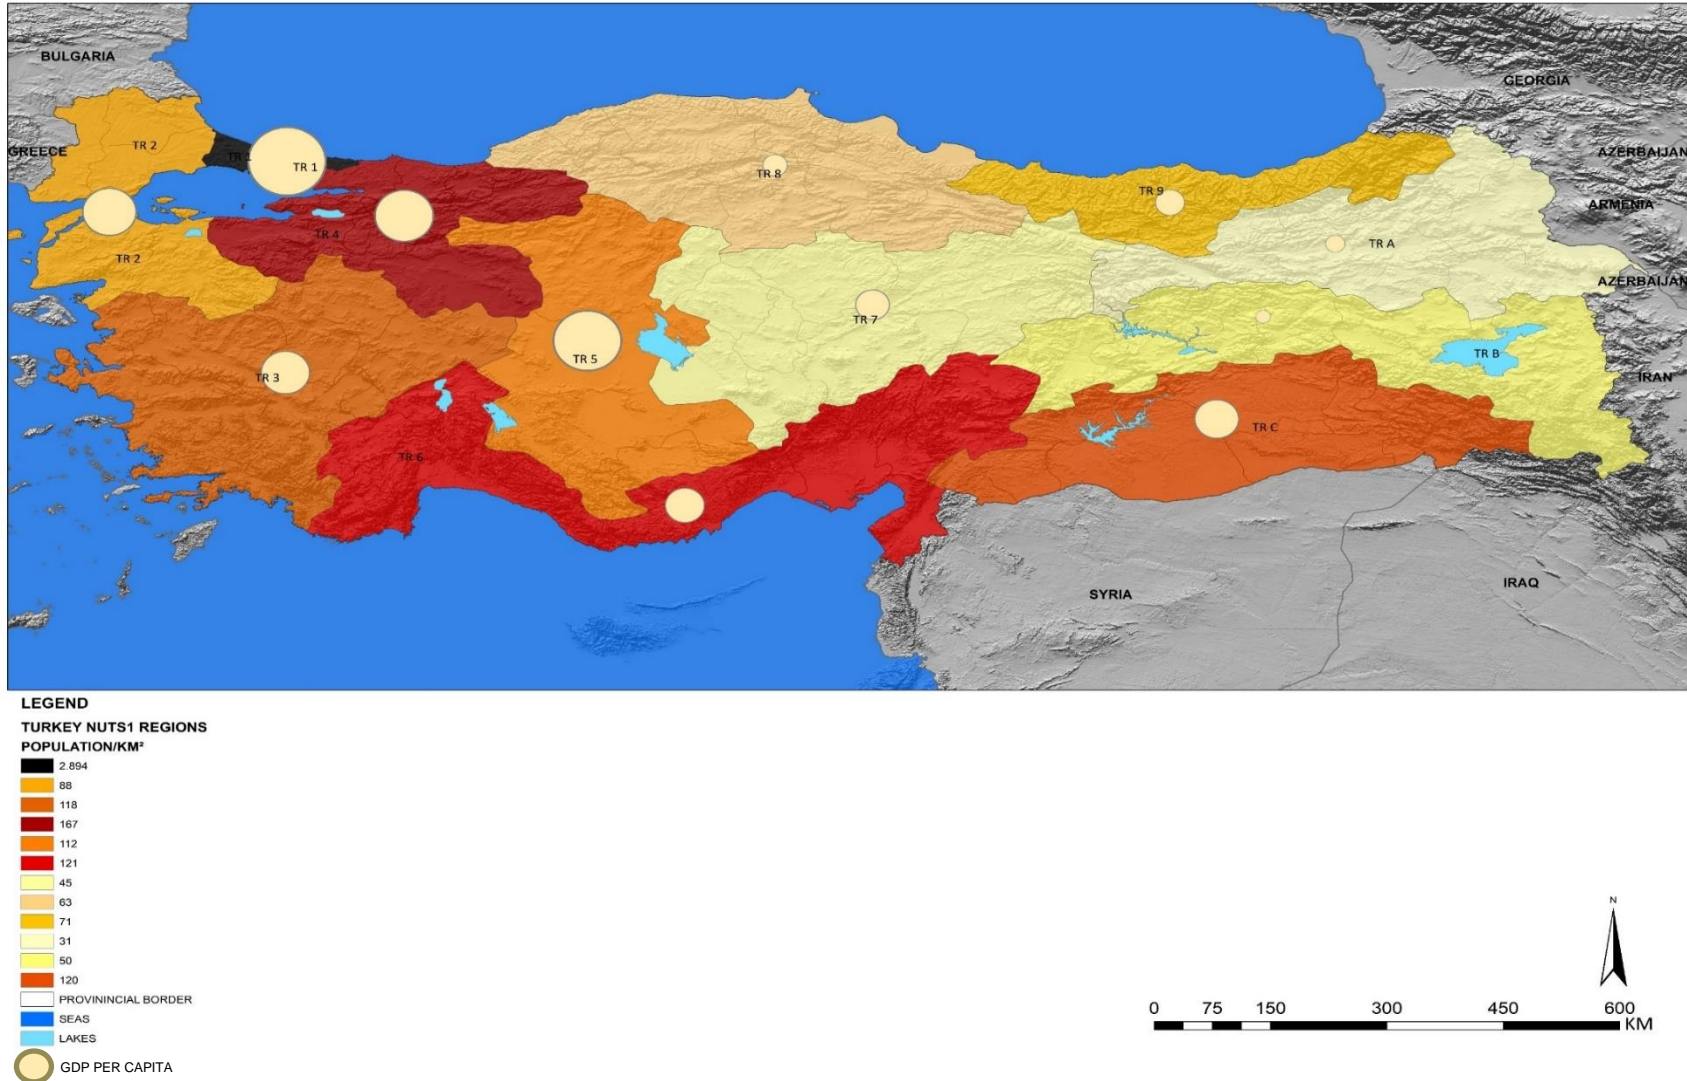 BULGARIA
GEORGIA
GREECE
TR 2
TR 1
TR 1
TR 8
AZERBAIJAN
TR 9
ARMENIA
TR 4
TR A
TR 2
AZERBAIJAN
TR 7
TR 5
TR B
TR 3
IRAN
TR C
TR 6
SYRIA
IRAQ
LEGEND
TURKEY NUTS1 REGIONS
POPULATION/KM²
2.894
88
118
167
112
121
45
63
71
31
50
120
PROVININCIAL BORDER
SEAS
LAKES
GDP PER CAPITA
N
0 75 150 300 450 600
KM